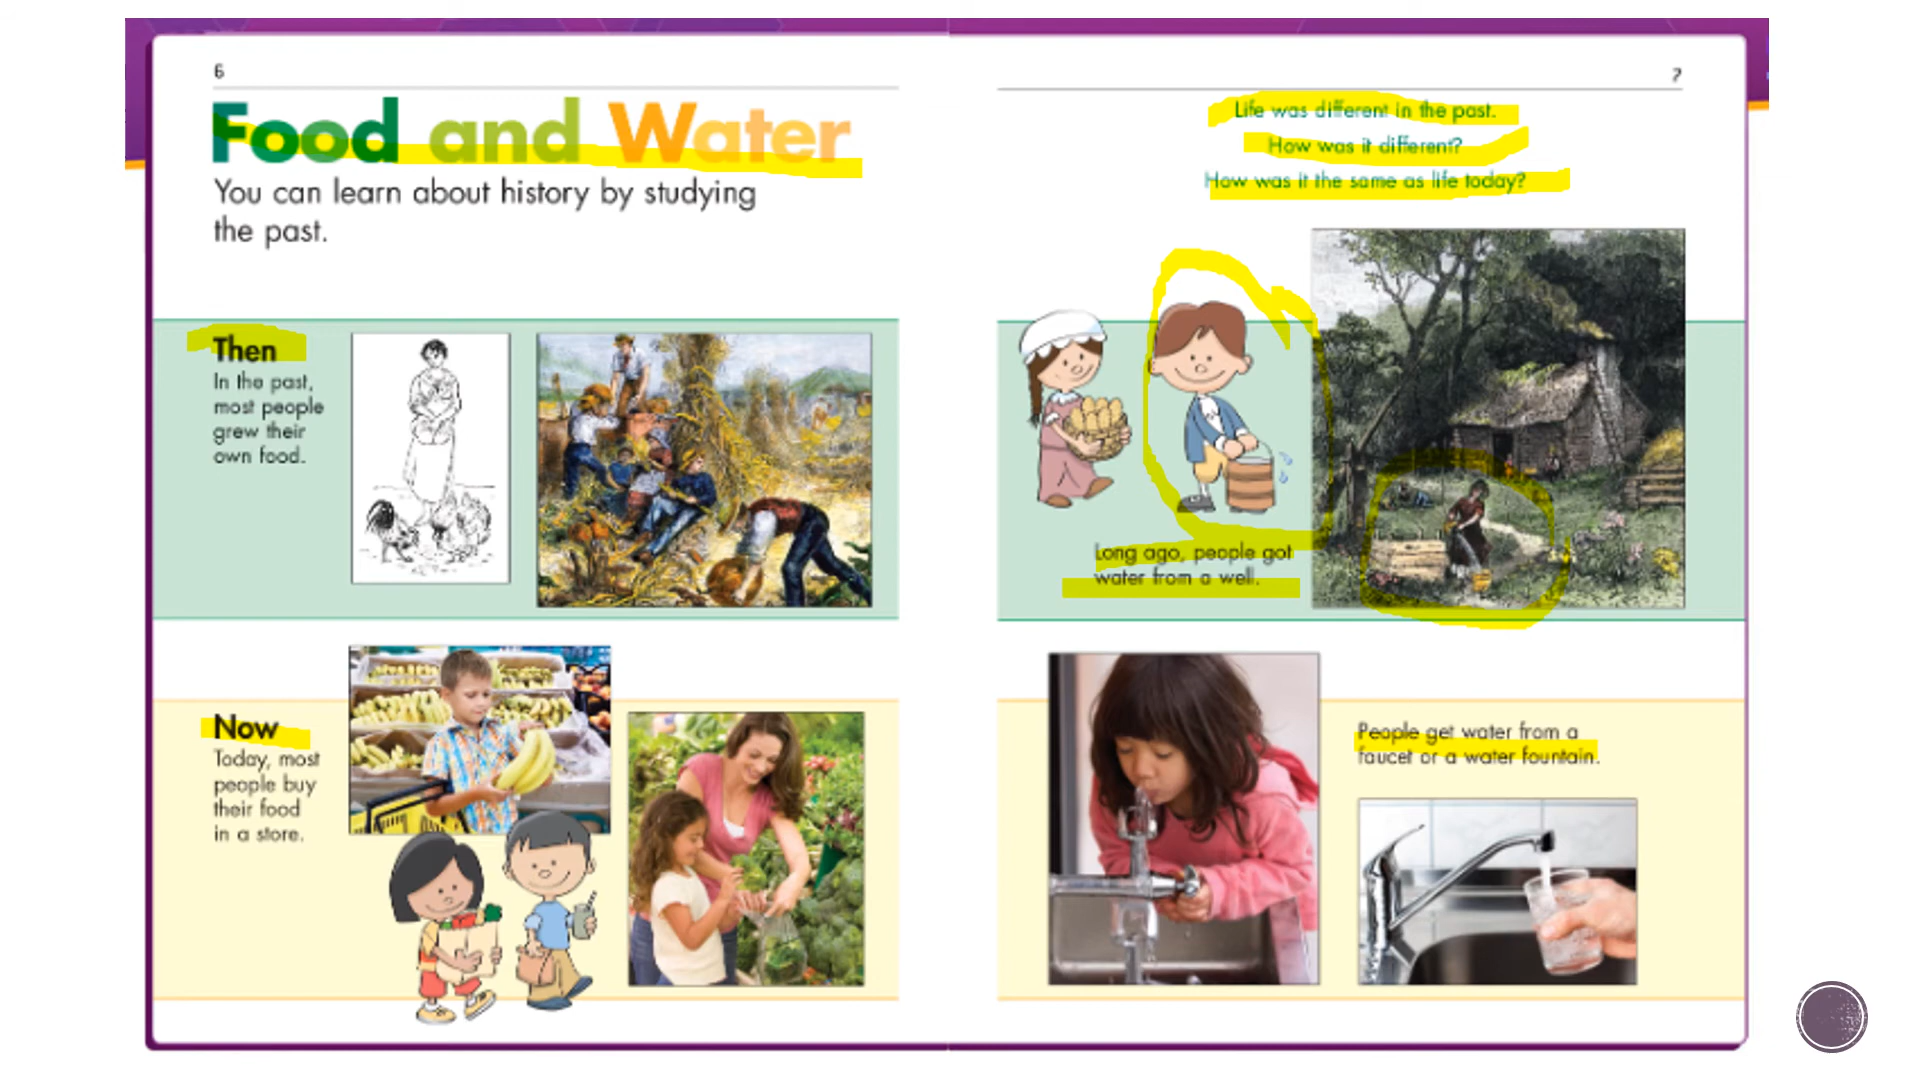 6
Food and Water
You can learn about history by studying
the past.
Then
In the past,
most people
grew their
own food.
Now
Today, most
people buy
their food
in a store.
7
Life was different in the past.
How was it different?
How was it the same as life today?
Long ago, people got
water from a well.
People get water from a
faucet or a water fountain.